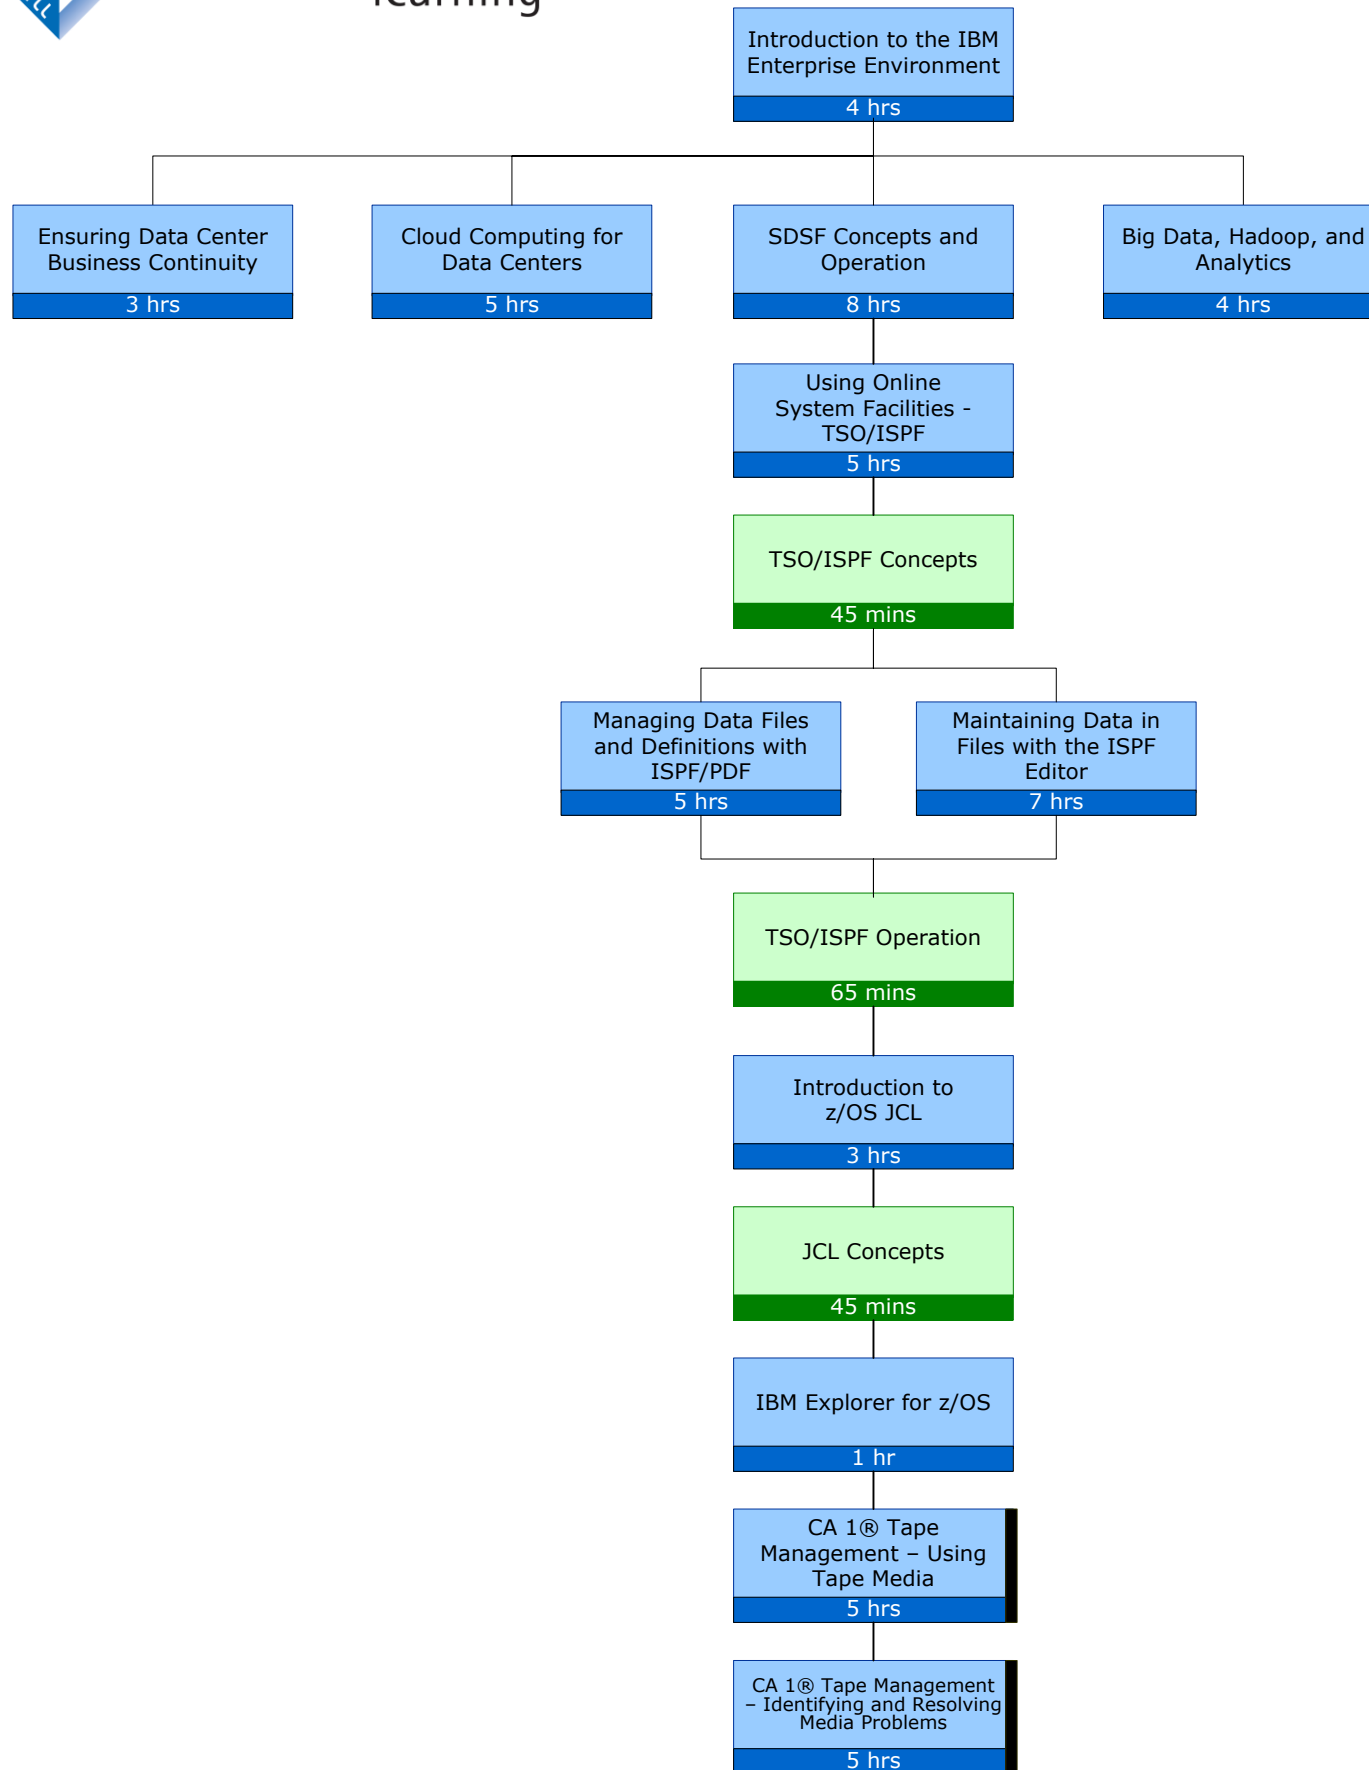 learning
Introduction to the IBM
Enterprise Environment
4 hrs
Ensuring Data Center
Business Continuity
3 hrs
Cloud Computing for
Data Centers
5 hrs
SDSF Concepts and
Operation
8 hrs
Big Data, Hadoop, and
Analytics
4 hrs
Using Online
System Facilities -
TSO/ISPF
5 hrs
TSO/ISPF Concepts
45 mins
Managing Data Files
and Definitions with
ISPF/PDF
5 hrs
Maintaining Data in
Files with the ISPF
Editor
7 hrs
TSO/ISPF Operation
65 mins
Introduction to
z/OS JCL
3 hrs
JCL Concepts
45 mins
IBM Explorer for z/OS
1 hr
CA 1® Tape
Management – Using
Tape Media
5 hrs
CA 1® Tape Management
– Identifying and Resolving
Media Problems
5 hrs